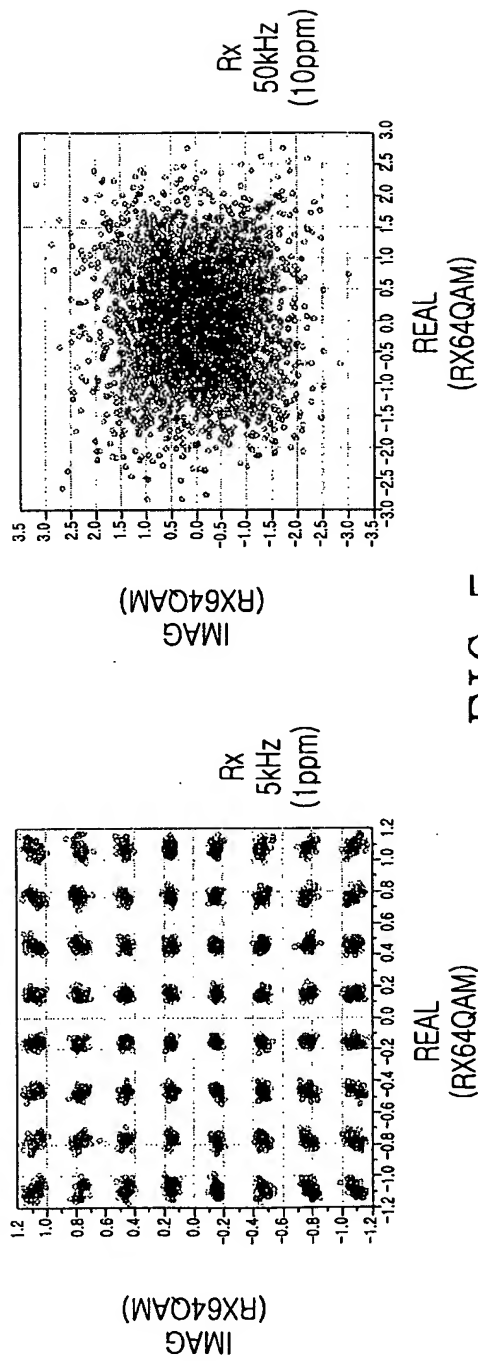 IMAG
(RX64QAM)
1.2
1.0
0.8
0.6
0.4
0.2
0.0
-0.2
-0.4
-0.6
-0.8
-1.0
-1.2
-1.2 -1.0 -0.8 -0.6 -0.4 -0.2 0.0 0.2 0.4 0.6 0.8 1.0 1.2
REAL
(RX64QAM)
Rx
5kHz
(1ppm)
IMAG
(RX64QAM)
3.5
3.0
2.5
2.0
1.5
1.0
0.5
0.0
-0.5
-1.0
-1.5
-2.0
-2.5
-3.0
-3.5
-3.0 -2.5 -2.0 -1.5 -1.0 -0.5 0.0 0.5 1.0 1.5 2.0 2.5 3.0
REAL
(RX64QAM)
Rx
50kHz
(10ppm)